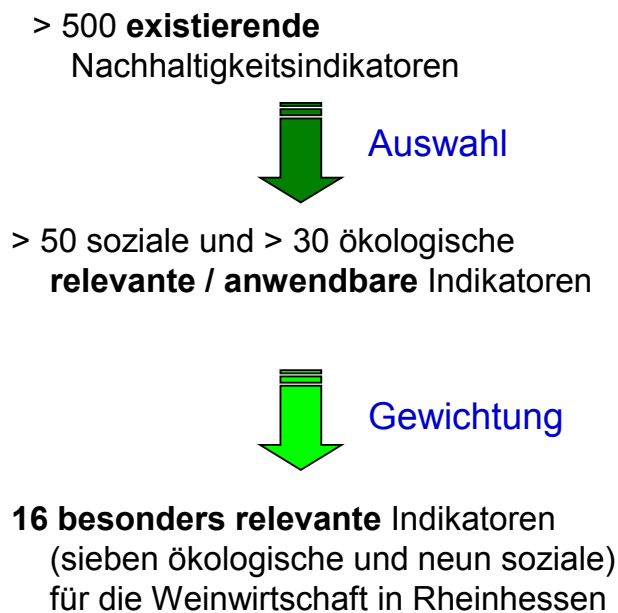 > 500 existierende
Nachhaltigkeitsindikatoren
Auswahl
> 50 soziale und > 30 ökologische
relevante / anwendbare Indikatoren
Gewichtung
16 besonders relevante Indikatoren
(sieben ökologische und neun soziale)
für die Weinwirtschaft in Rheinhessen